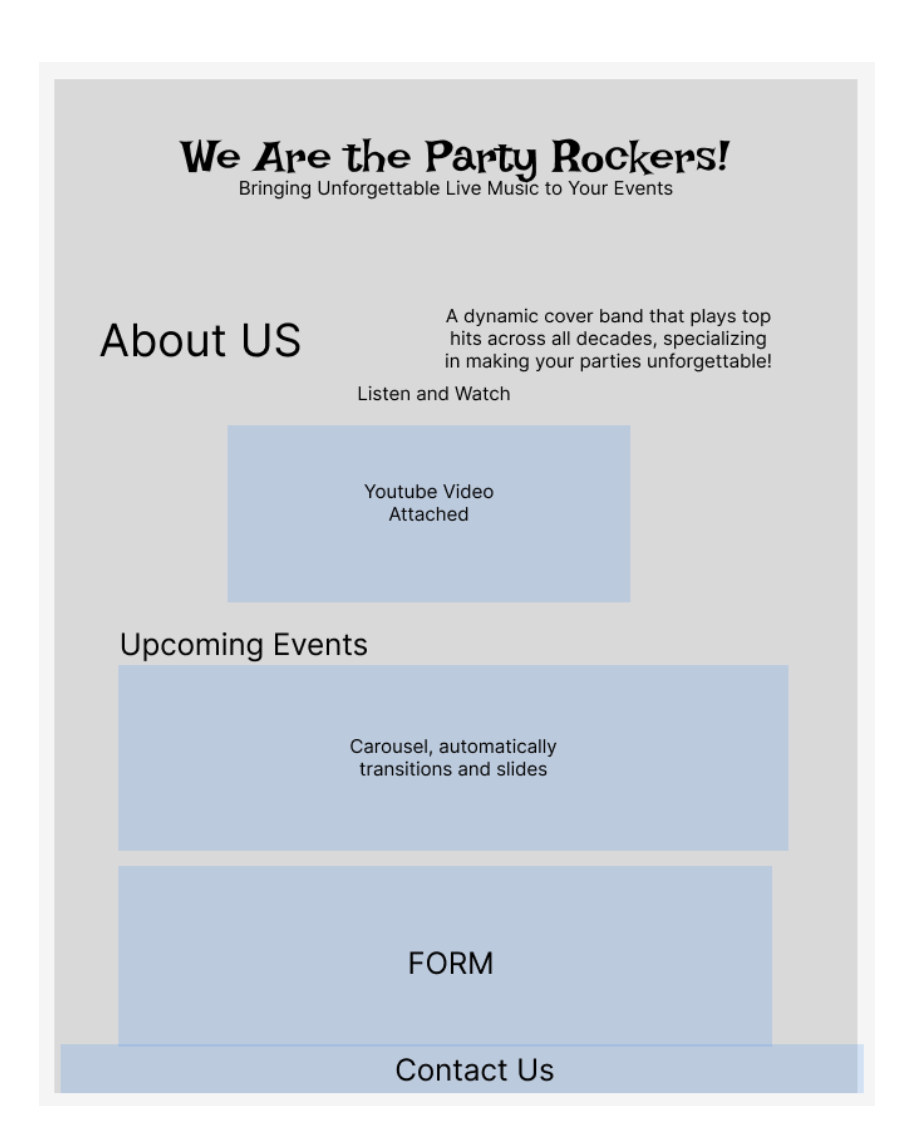 We Are the Party Rockers!
Bringing Unforgettable Live Music to Your Events
About US
A dynamic cover band that plays top
hits across all decades, specializing
in making your parties unforgettable!
Listen and Watch
Youtube Video
Attached
Upcoming Events
Carousel, automatically
transitions and slides
FORM
Contact Us